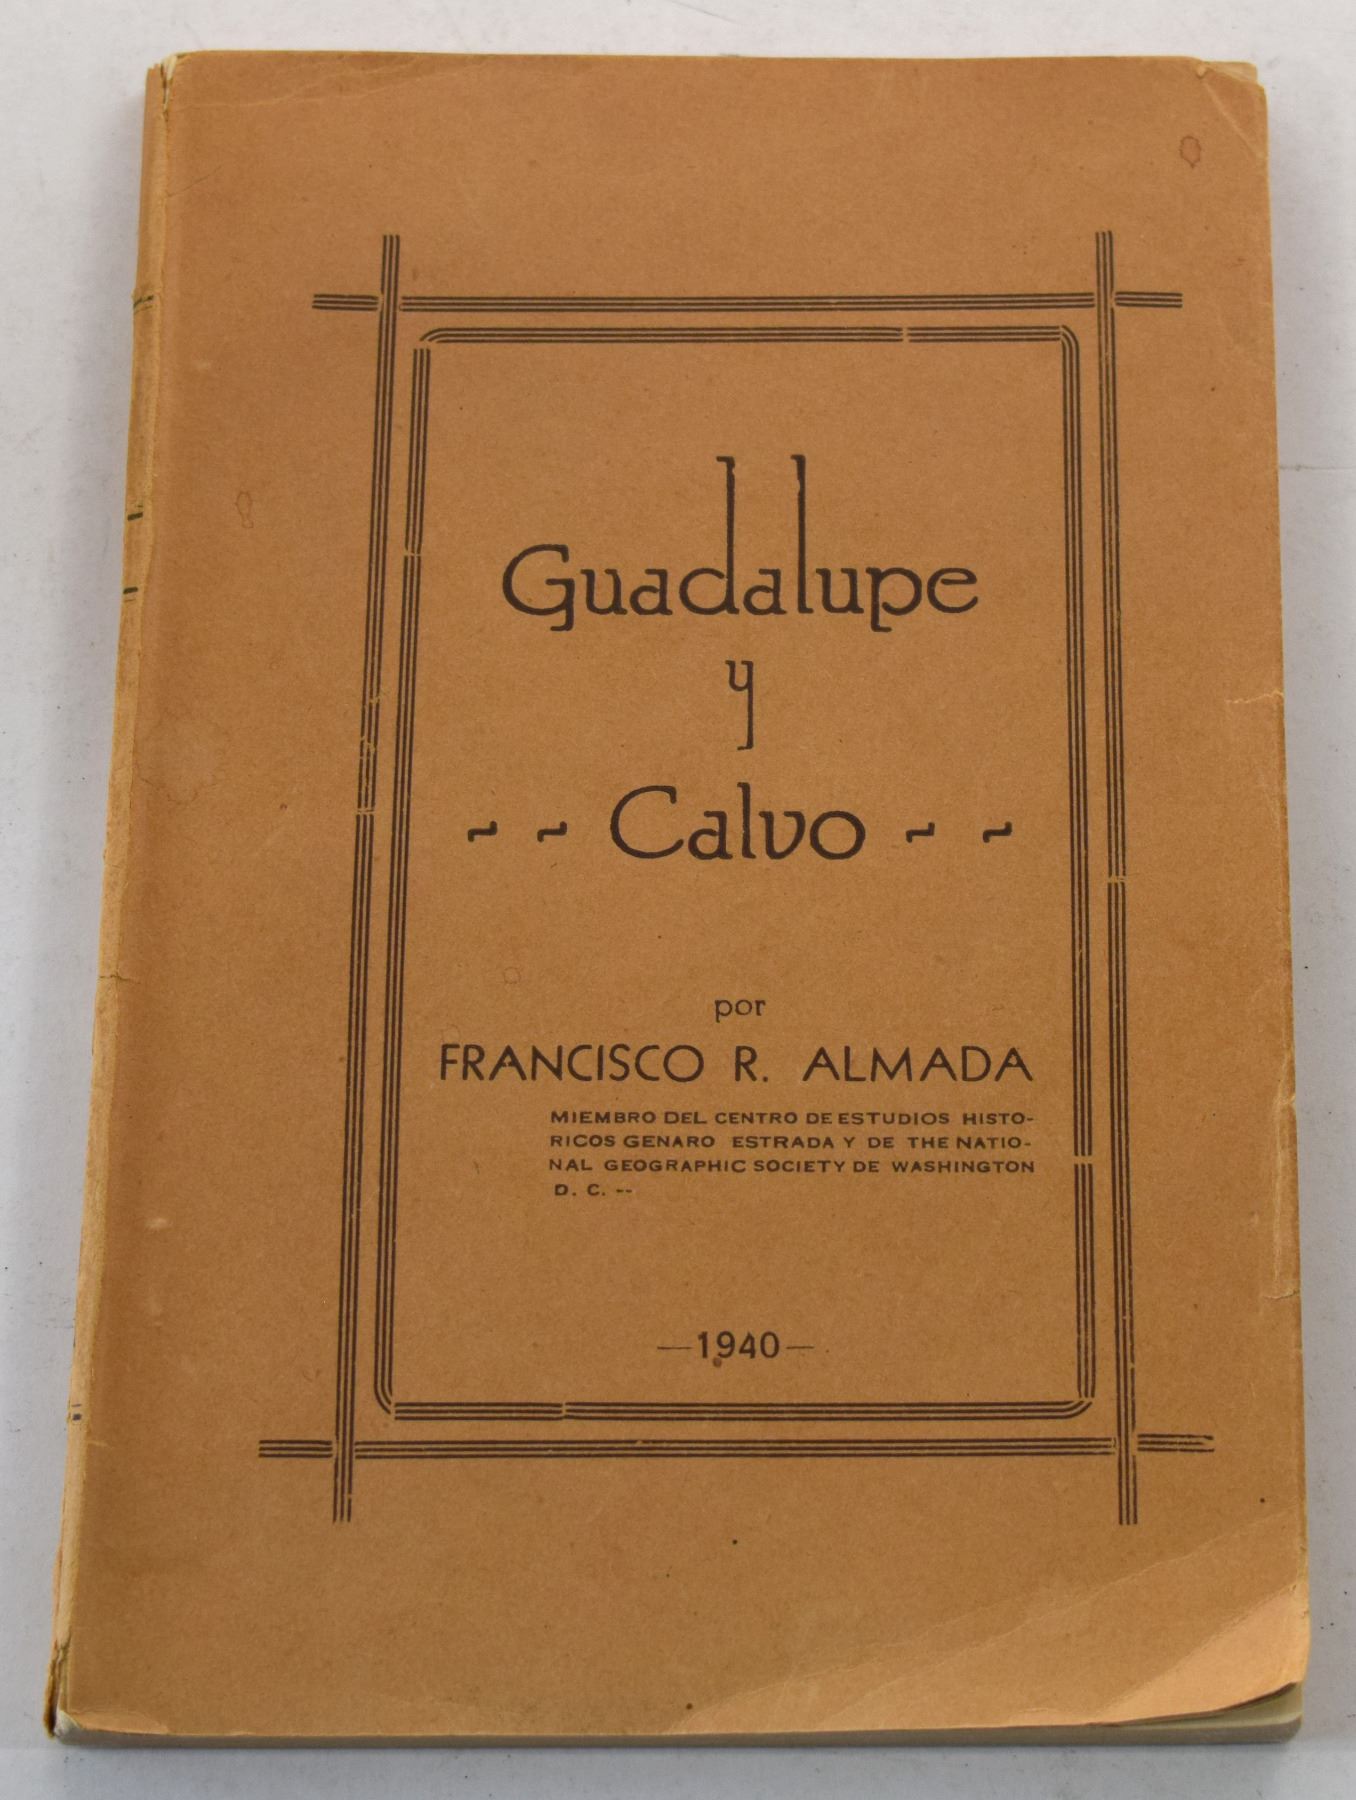 Guadalupe
y
~ ~ Calvo ~ ~
por
FRANCISCO R. ALMADA
MIEMBRO DEL CENTRO DE ESTUDIOS HISTO-
RICOS GENARO ESTRADA Y DE THE NATIO-
NAL GEOGRAPHIC SOCIETY DE WASHINGTON
D. C. --
—1940—